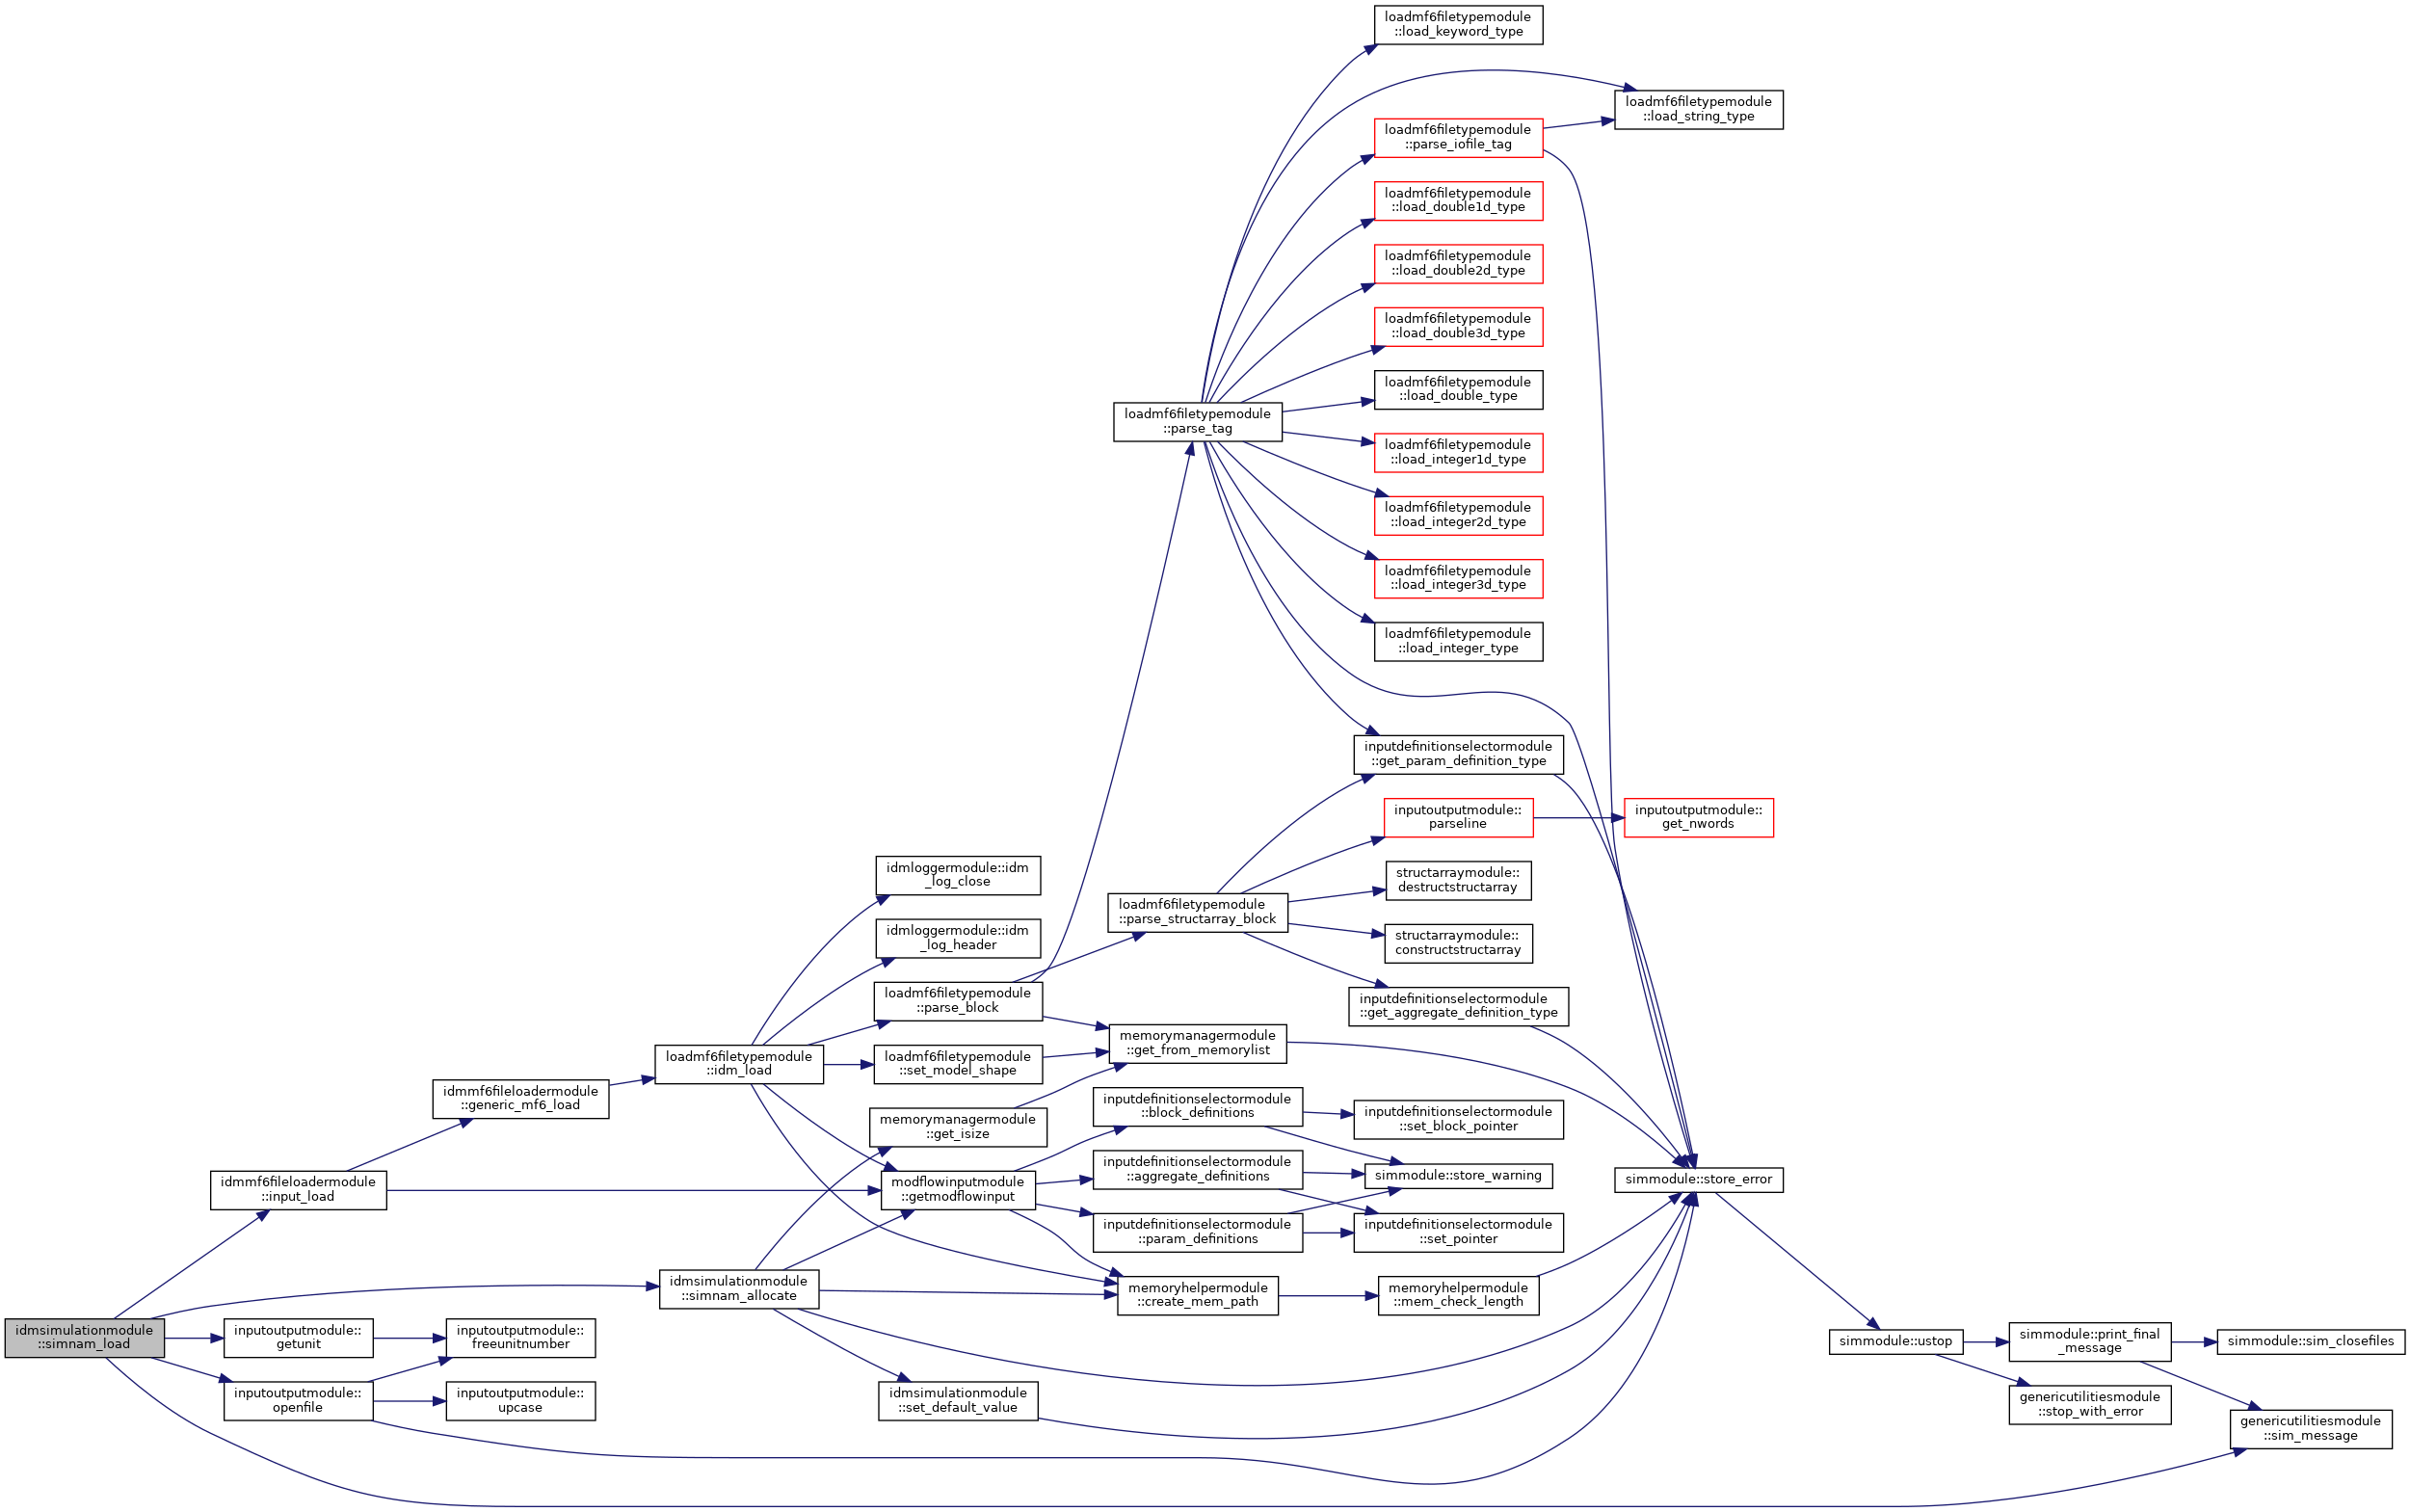 loadmf6filetypemodule
::load_keyword_type
loadmf6filetypemodule
::load_string_type
loadmf6filetypemodule
::parse_iofile_tag
loadmf6filetypemodule
::load_double1d_type
loadmf6filetypemodule
::load_double2d_type
loadmf6filetypemodule
::load_double3d_type
loadmf6filetypemodule
::load_double_type
loadmf6filetypemodule
::parse_tag
loadmf6filetypemodule
::load_integer1d_type
loadmf6filetypemodule
::load_integer2d_type
loadmf6filetypemodule
::load_integer3d_type
loadmf6filetypemodule
::load_integer_type
inputdefinitionselectormodule
::get_param_definition_type
inputoutputmodule::
parseline
inputoutputmodule::
get_nwords
idmloggermodule::idm
_log_close
structarraymodule::
destructstructarray
loadmf6filetypemodule
::parse_structarray_block
idmloggermodule::idm
_log_header
structarraymodule::
constructstructarray
loadmf6filetypemodule
::parse_block
inputdefinitionselectormodule
::get_aggregate_definition_type
memorymanagermodule
::get_from_memorylist
loadmf6filetypemodule
::idm_load
loadmf6filetypemodule
::set_model_shape
idmmf6fileloadermodule
::generic_mf6_load
inputdefinitionselectormodule
::block_definitions
inputdefinitionselectormodule
::set_block_pointer
memorymanagermodule
::get_isize
inputdefinitionselectormodule
::aggregate_definitions
simmodule::store_warning
simmodule::store_error
idmmf6fileloadermodule
::input_load
modflowinputmodule
::getmodflowinput
inputdefinitionselectormodule
::param_definitions
inputdefinitionselectormodule
::set_pointer
idmsimulationmodule
::simnam_allocate
memoryhelpermodule
::create_mem_path
memoryhelpermodule
::mem_check_length
idmsimulationmodule
::simnam_load
inputoutputmodule::
getunit
inputoutputmodule::
freeunitnumber
simmodule::ustop
simmodule::print_final
_message
simmodule::sim_closefiles
inputoutputmodule::
openfile
inputoutputmodule::
upcase
idmsimulationmodule
::set_default_value
genericutilitiesmodule
::stop_with_error
genericutilitiesmodule
::sim_message